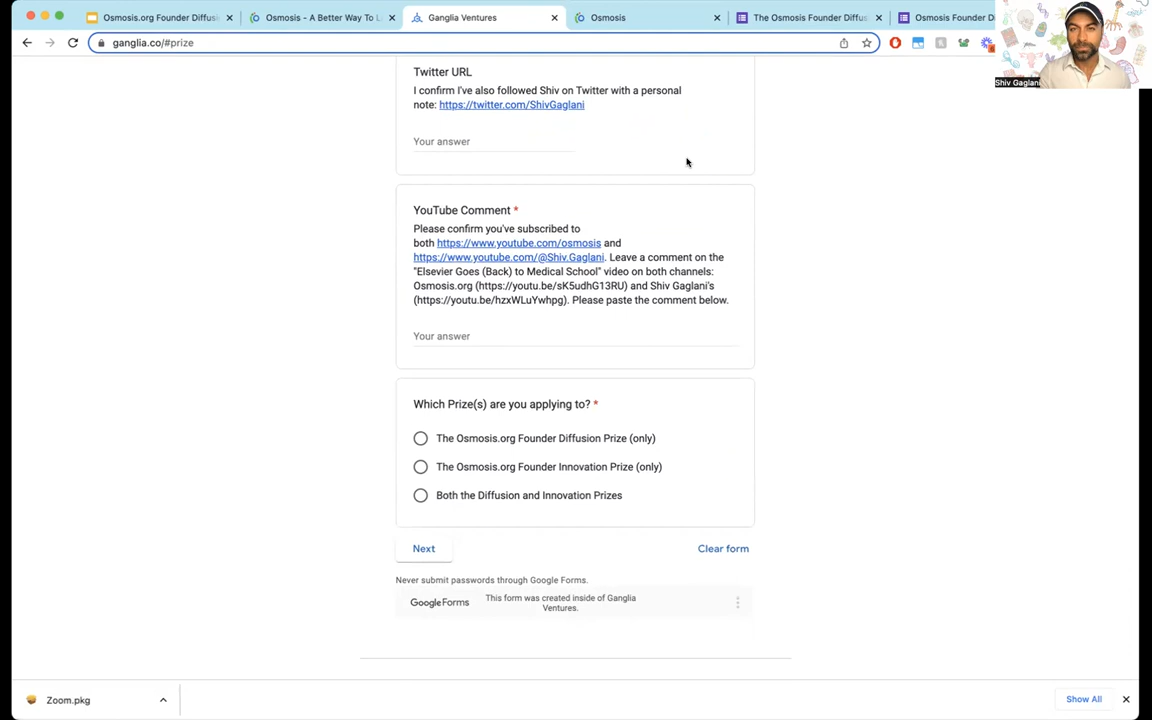 Osmosis.org Founder Diffus
Osmosis - A Better Way To L
Ganglia Ventures
Osmosis
The Osmosis Founder Diffus
Osmosis Founder D
ganglia.co/#prize
Shiv Gaglani
Twitter URL
I confirm I've also followed Shiv on Twitter with a personal
note: https://twitter.com/ShivGaglani
Your answer
YouTube Comment *
Please confirm you've subscribed to
both https://www.youtube.com/osmosis and
https://www.youtube.com/@Shiv.Gaglani. Leave a comment on the
"Elsevier Goes (Back) to Medical School" video on both channels:
Osmosis.org (https://youtu.be/sK5udhG13RU) and Shiv Gaglani's
(https://youtu.be/hzxWLuYwhpg). Please paste the comment below.
Your answer
Which Prize(s) are you applying to? *
The Osmosis.org Founder Diffusion Prize (only)
The Osmosis.org Founder Innovation Prize (only)
Both the Diffusion and Innovation Prizes
Next
Clear form
Never submit passwords through Google Forms.
Google Forms
This form was created inside of Ganglia
Ventures.
Zoom.pkg
Show All